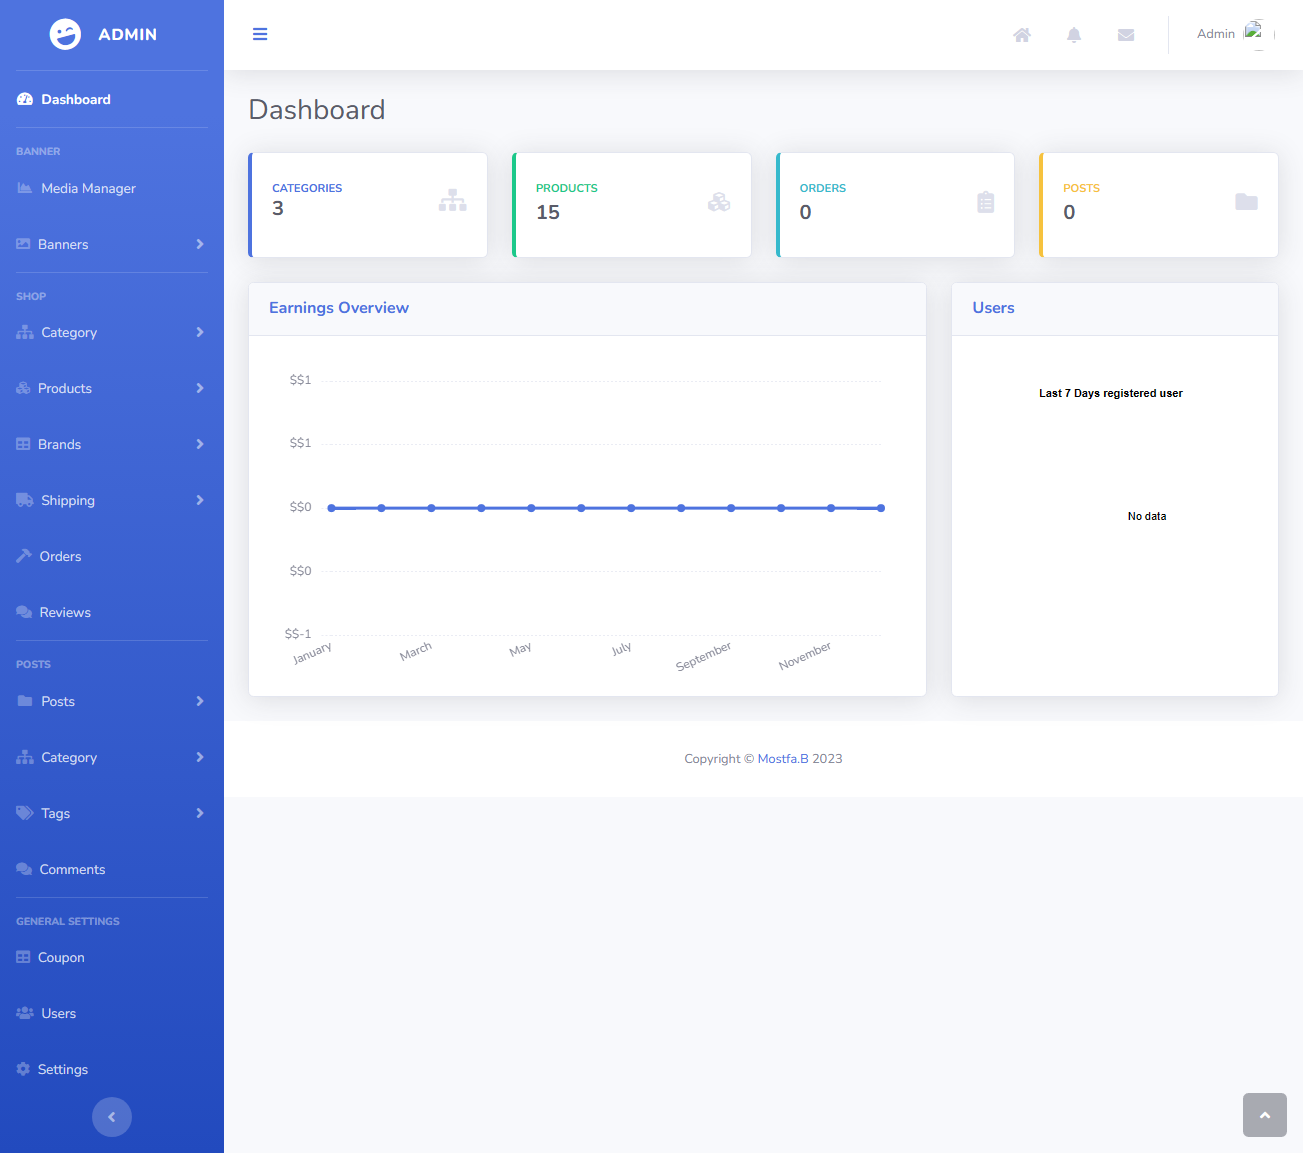 ADMIN
Dashboard
BANNER
Media Manager
Banners
SHOP
Category
Products
Brands
Shipping
Orders
Reviews
POSTS
Posts
Category
Tags
Comments
GENERAL SETTINGS
Coupon
Users
Settings
Admin
Dashboard
CATEGORIES
3
PRODUCTS
15
ORDERS
0
POSTS
0
Earnings Overview
$$1
$$1
$$0
$$0
$$-1
January
March
May
July
September
November
Users
Last 7 Days registered user
No data
Copyright © Mostfa.B 2023